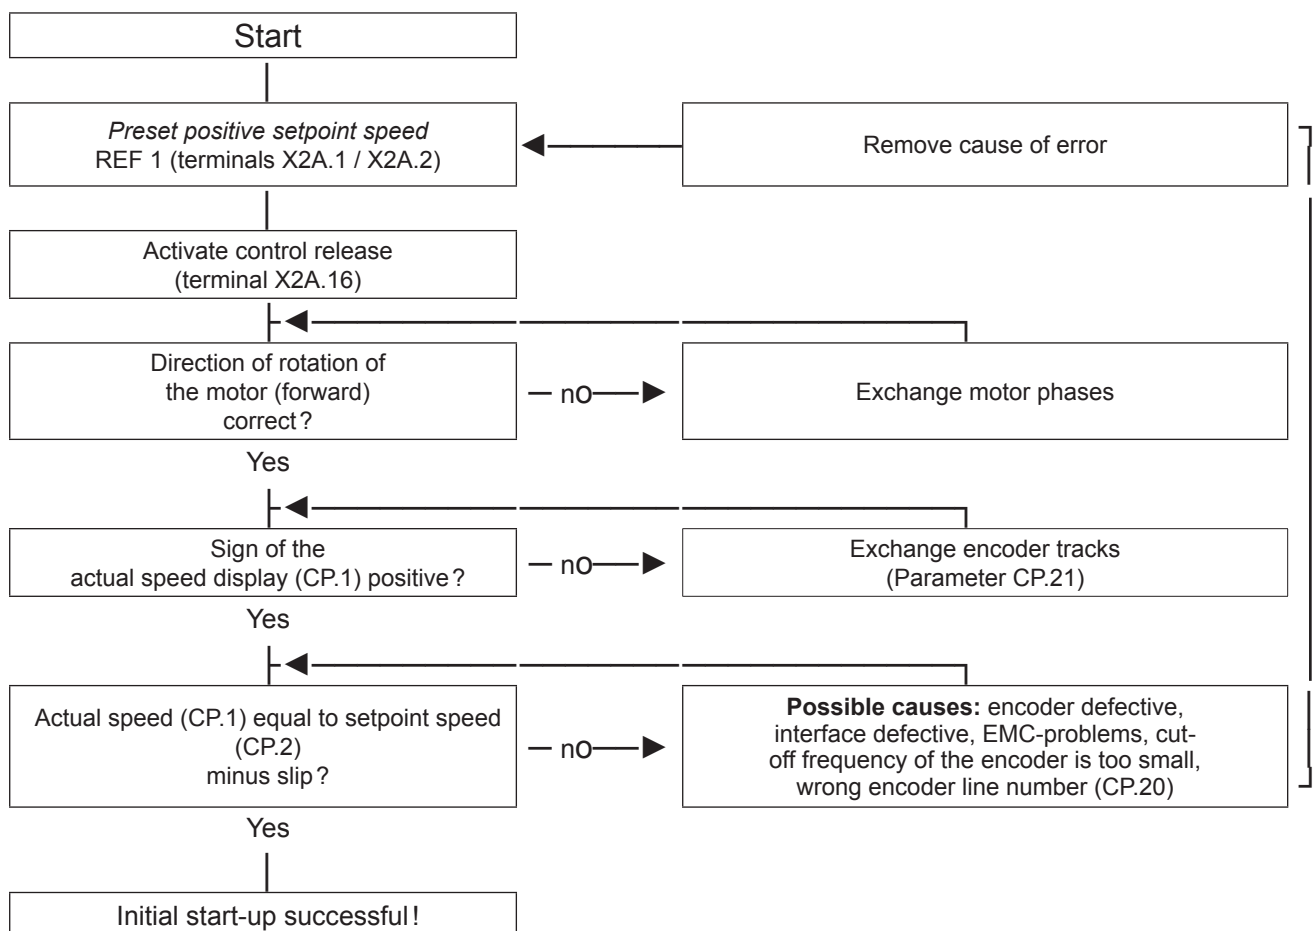 Start
Preset positive setpoint speed
REF 1 (terminals X2A.1 / X2A.2)
Remove cause of error
Activate control release
(terminal X2A.16)
Direction of rotation of
the motor (forward)
correct?
no
Exchange motor phases
Yes
Sign of the
actual speed display (CP.1) positive?
no
Exchange encoder tracks
(Parameter CP.21)
Yes
Actual speed (CP.1) equal to setpoint speed
(CP.2)
minus slip?
no
Possible causes: encoder defective,
interface defective, EMC-problems, cut-
off frequency of the encoder is too small,
wrong encoder line number (CP.20)
Yes
Initial start-up successful!